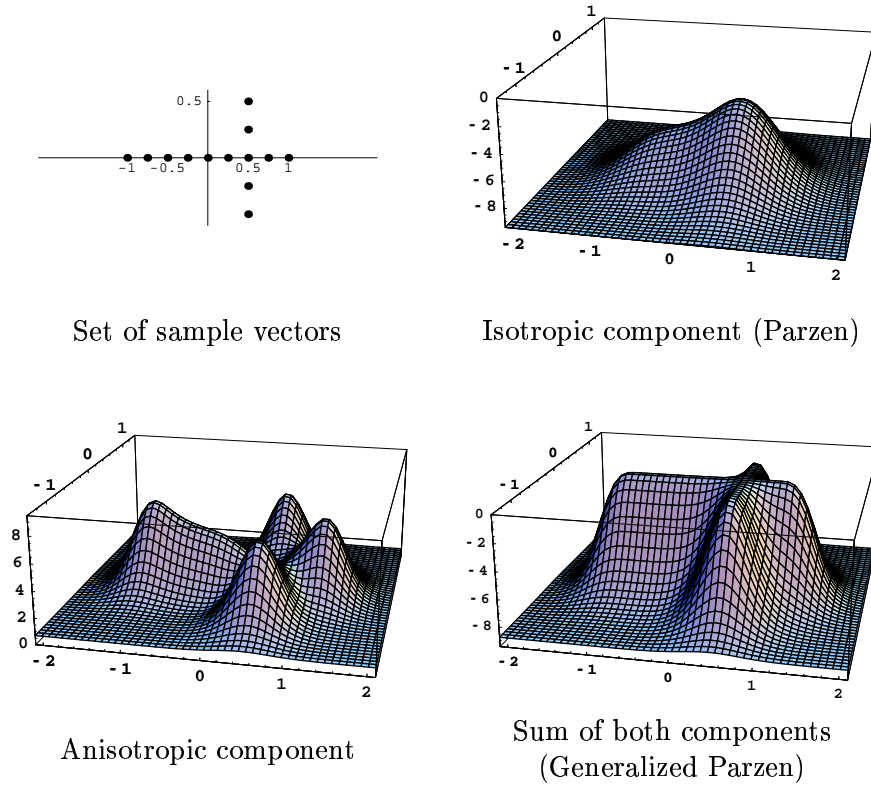 0.5
-1 -0.5 0.5 1
1
0
-1
0
-2
-4
-6
-8
-2 -1 0 1 2
Set of sample vectors
Isotropic component (Parzen)
1
0
-1
8
6
4
2
0
-2 -1 0 1 2
1
0
-1
0
-2
-4
-6
-8
-2 -1 0 1 2
Anisotropic component
Sum of both components
(Generalized Parzen)